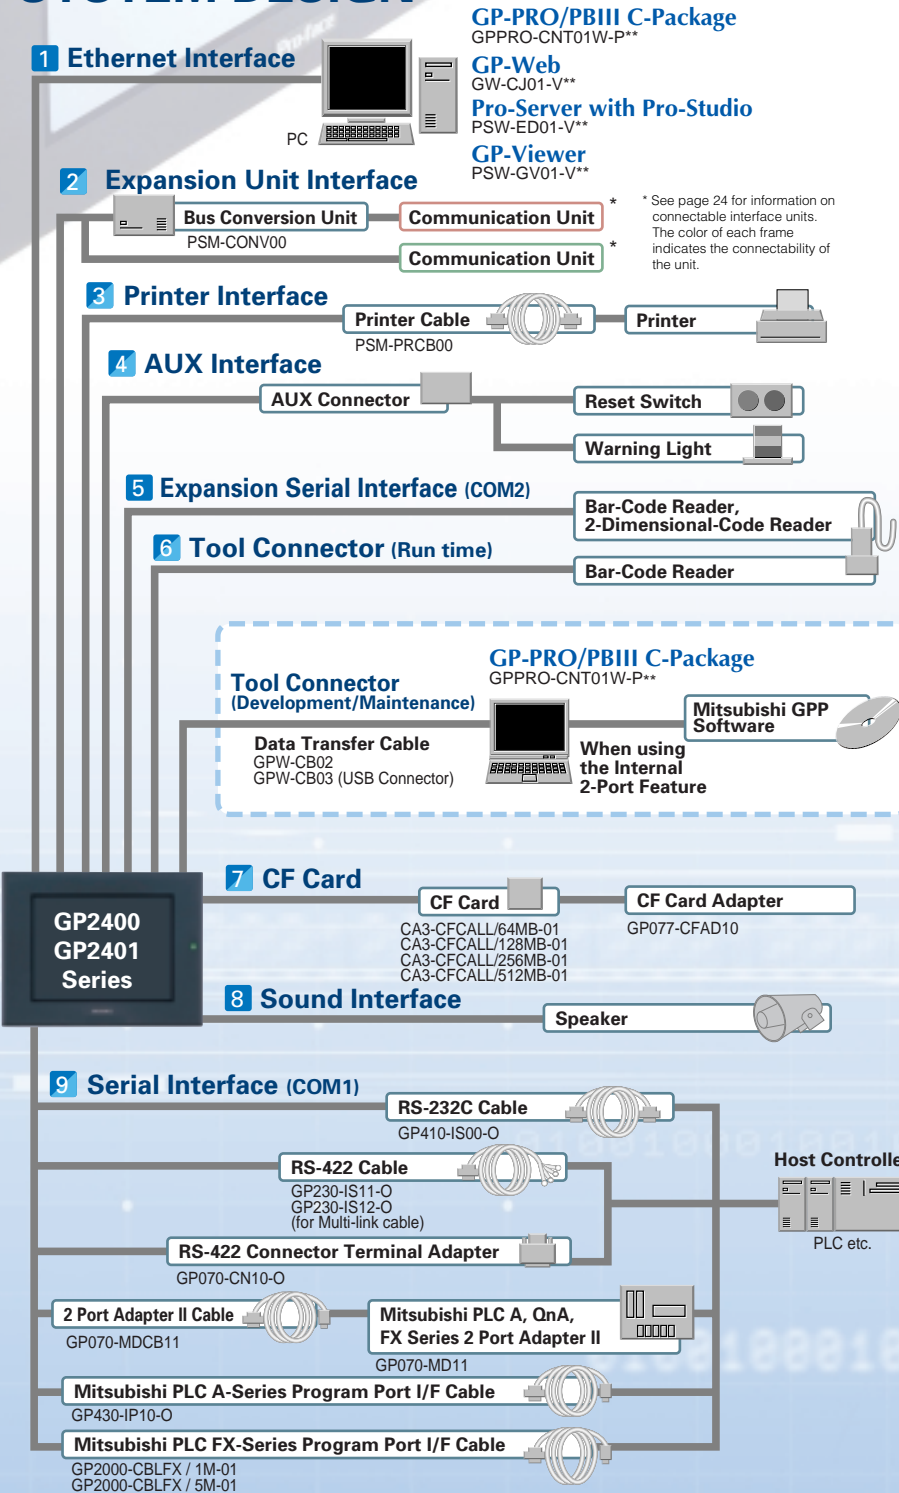 SYSTEM DESIGN
GP-PRO/PBIII C-Package
GPPRO-CNT01W-P**
1 Ethernet Interface
GP-Web
GW-CJ01-V**
Pro-Server with Pro-Studio
PSW-ED01-V**
PC
GP-Viewer
PSW-GV01-V**
2 Expansion Unit Interface
Bus Conversion Unit
PSM-CONV00
Communication Unit *
Communication Unit *
* See page 24 for information on
connectable interface units.
The color of each frame
indicates the connectability of
the unit.
3 Printer Interface
Printer Cable
PSM-PRCB00
Printer
4 AUX Interface
AUX Connector
Reset Switch
Warning Light
5 Expansion Serial Interface (COM2)
Bar-Code Reader,
2-Dimensional-Code Reader
6 Tool Connector (Run time)
Bar-Code Reader
GP-PRO/PBIII C-Package
GPPRO-CNT01W-P**
Tool Connector
(Development/Maintenance)
Data Transfer Cable
GPW-CB02
GPW-CB03 (USB Connector)
Mitsubishi GPP
Software
When using
the Internal
2-Port Feature
GP2400
GP2401
Series
7 CF Card
CF Card
CA3-CFCALL/64MB-01
CA3-CFCALL/128MB-01
CA3-CFCALL/256MB-01
CA3-CFCALL/512MB-01
CF Card Adapter
GP077-CFAD10
8 Sound Interface
Speaker
9 Serial Interface (COM1)
RS-232C Cable
GP410-IS00-O
RS-422 Cable
GP230-IS11-O
GP230-IS12-O
(for Multi-link cable)
Host Controlle
PLC etc.
RS-422 Connector Terminal Adapter
GP070-CN10-O
2 Port Adapter II Cable
GP070-MDCB11
Mitsubishi PLC A, QnA,
FX Series 2 Port Adapter II
GP070-MD11
Mitsubishi PLC A-Series Program Port I/F Cable
GP430-IP10-O
Mitsubishi PLC FX-Series Program Port I/F Cable
GP2000-CBLFX / 1M-01
GP2000-CBLFX / 5M-01